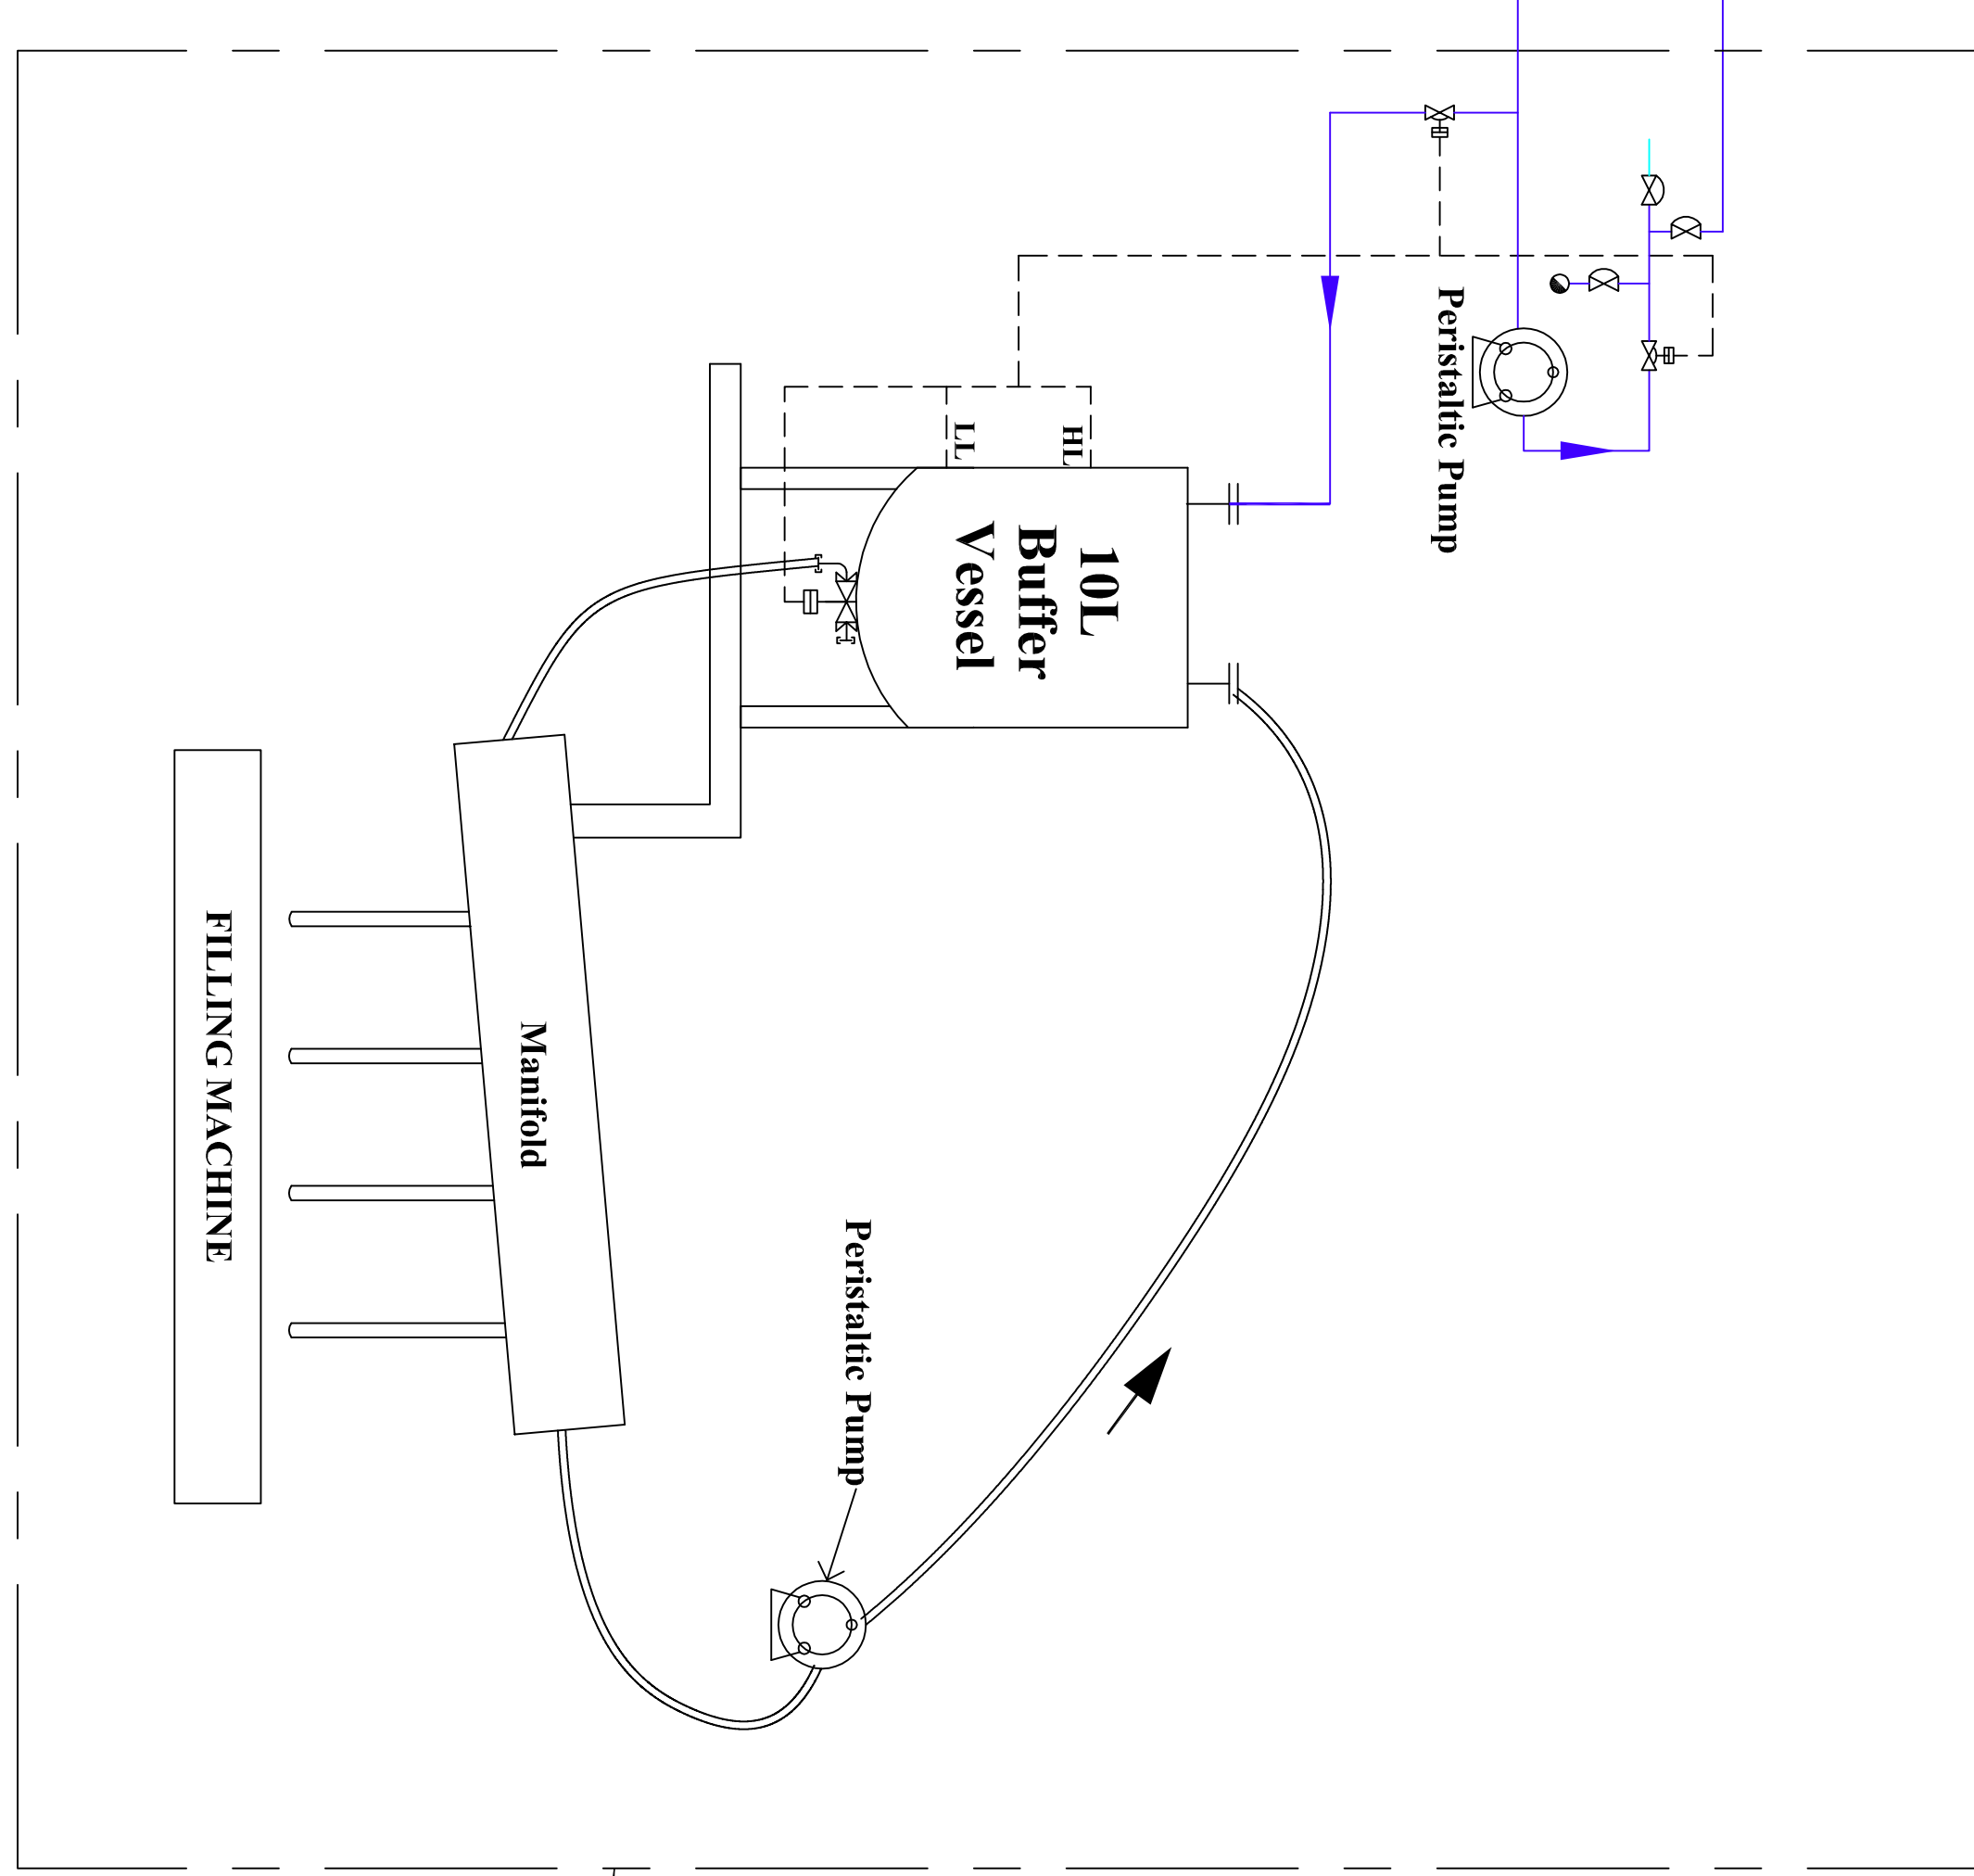 Peristaltic Pump
HL
LL
10L
Buffer
Vessel
Manifold
FILLING MACHINE
Peristaltic Pump